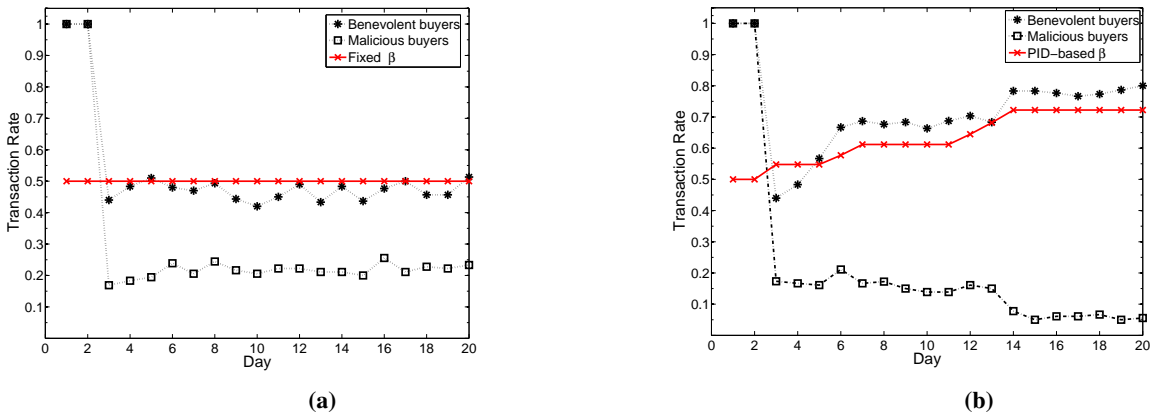 Transaction Rate
1
0.9
0.8
0.7
0.6
0.5
0.4
0.3
0.2
0.1
0 2 4 6 8 10 12 14 16 18 20
Day
Benevolent buyers
Malicious buyers
Fixed β
(a)
Transaction Rate
1
0.9
0.8
0.7
0.6
0.5
0.4
0.3
0.2
0.1
0 2 4 6 8 10 12 14 16 18 20
Day
Benevolent buyers
Malicious buyers
PID-based β
(b)